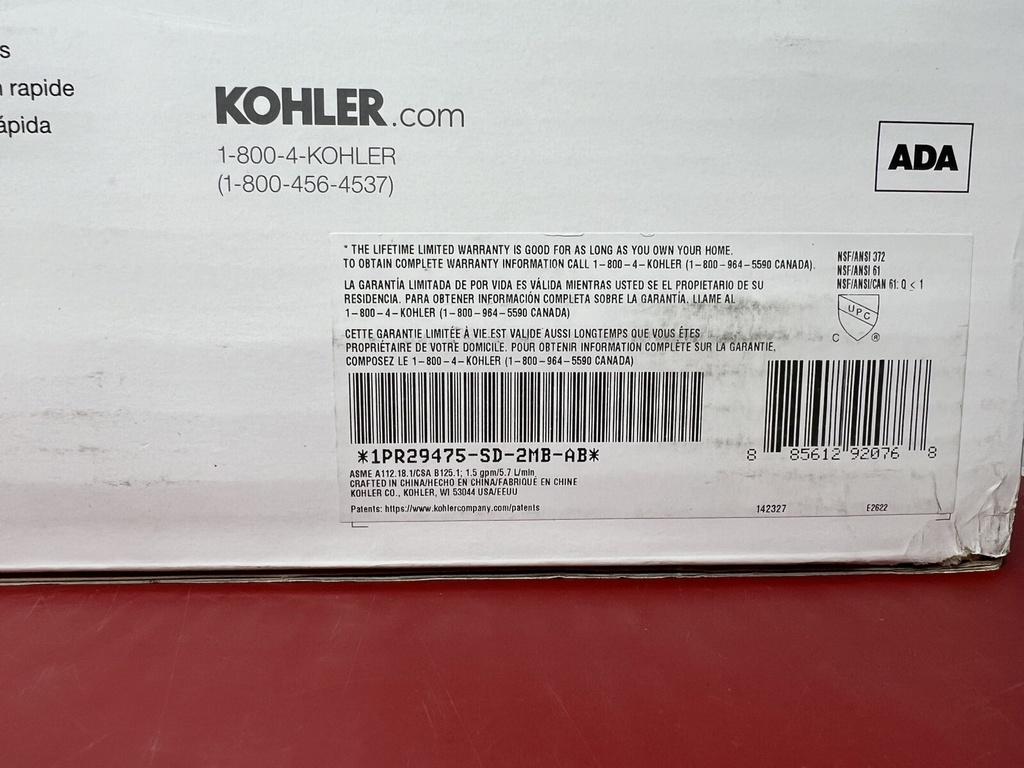 s
n rapide
ápida
KOHLER.com
1-800-4-KOHLER
(1-800-456-4537)
ADA
* THE LIFETIME LIMITED WARRANTY IS GOOD FOR AS LONG AS YOU OWN YOUR HOME.
TO OBTAIN COMPLETE WARRANTY INFORMATION CALL 1-800-4-KOHLER (1-800-964-5590 CANADA).
LA GARANTÍA LIMITADA DE POR VIDA ES VÁLIDA MIENTRAS USTED SE EL PROPIETARIO DE SU
RESIDENCIA. PARA OBTENER INFORMACIÓN COMPLETA SOBRE LA GARANTÍA, LLAME AL
1-800-4-KOHLER (1-800-964-5590 CANADA)
CETTE GARANTIE LIMITÉE À VIE EST VALIDE AUSSI LONGTEMPS QUE VOUS ÊTES
PROPRIÉTAIRE DE VOTRE DOMICILE. POUR OBTENIR INFORMATION COMPLÈTE SUR LA GARANTIE,
COMPOSEZ LE 1-800-4-KOHLER (1-800-964-5590 CANADA)
NSF/ANSI 372
NSF/ANSI 61
NSF/ANSI/CAN 61: Q ≤ 1
UPC
C ®
*1PR29475-SD-2MB-AB*
8 85612 92076 8
ASME A112.18.1/CSA B125.1; 1.5 gpm/5.7 L/min
CRAFTED IN CHINA/HECHO EN CHINA/FABRIQUÉ EN CHINE
KOHLER CO., KOHLER, WI 53044 USA/EEUU
Patents: https://www.kohlercompany.com/patents
142327
E2622